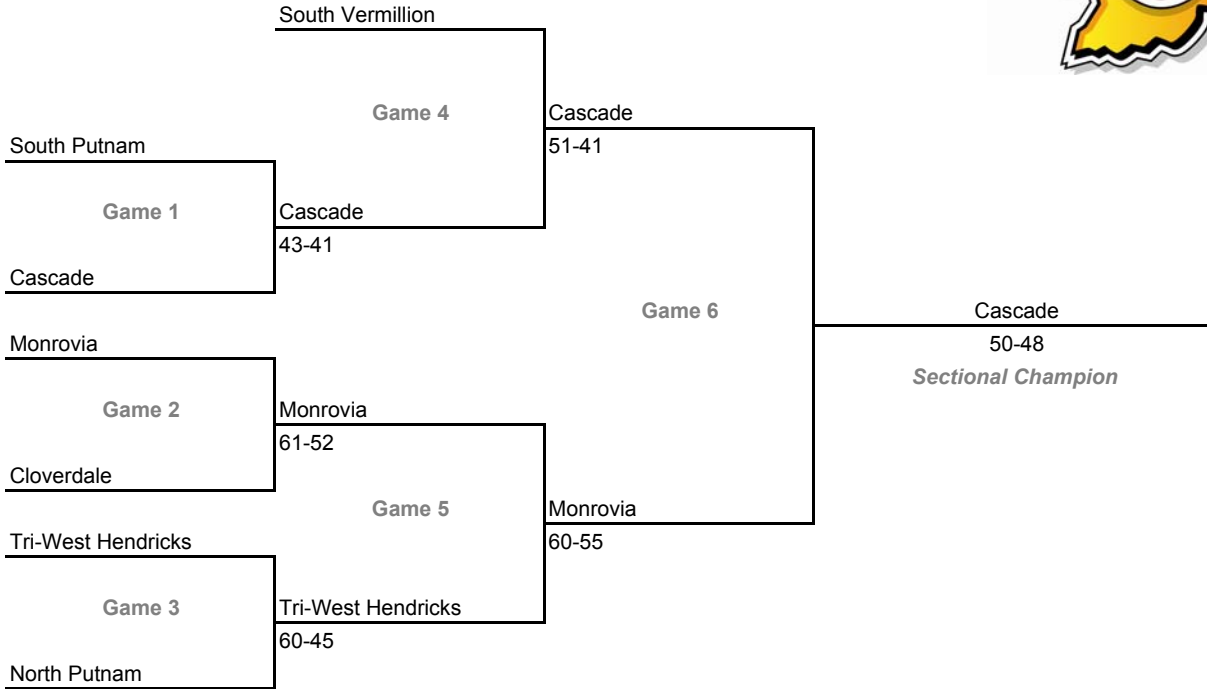 South Vermillion
Game 4
Cascade
South Putnam
51-41
Game 1
Cascade
43-41
Cascade
Game 6
Cascade
Monrovia
50-48
Sectional Champion
Game 2
Monrovia
61-52
Cloverdale
Game 5
Monrovia
Tri-West Hendricks
60-55
Game 3
Tri-West Hendricks
60-45
North Putnam